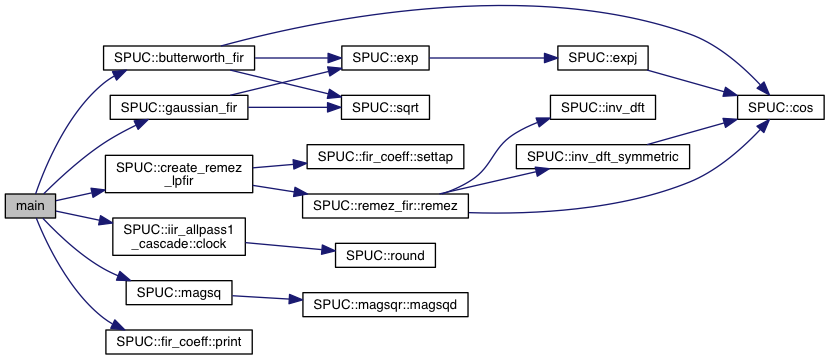 main
SPUC::butterworth_fir
SPUC::gaussian_fir
SPUC::create_remez
_lpfir
SPUC::iir_allpass1
_cascade::clock
SPUC::magsq
SPUC::fir_coeff::print
SPUC::exp
SPUC::sqrt
SPUC::fir_coeff::settap
SPUC::remez_fir::remez
SPUC::round
SPUC::magsqr::magsqd
SPUC::expj
SPUC::inv_dft
SPUC::inv_dft_symmetric
SPUC::cos